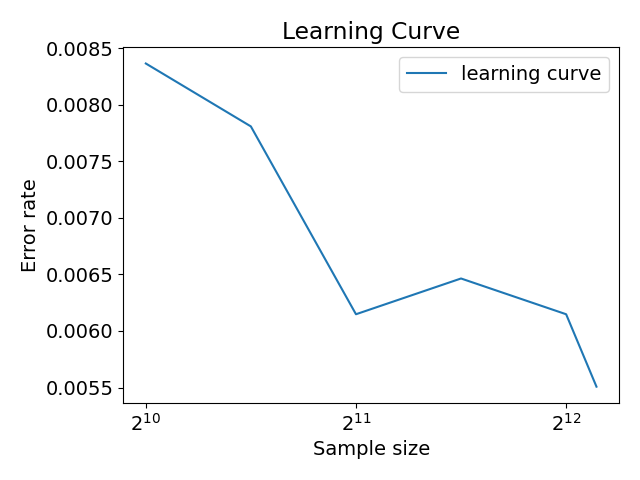 Learning Curve
learning curve
0.0085
0.0080
0.0075
0.0070
0.0065
0.0060
0.0055
Error rate
2^10 2^11 2^12
Sample size